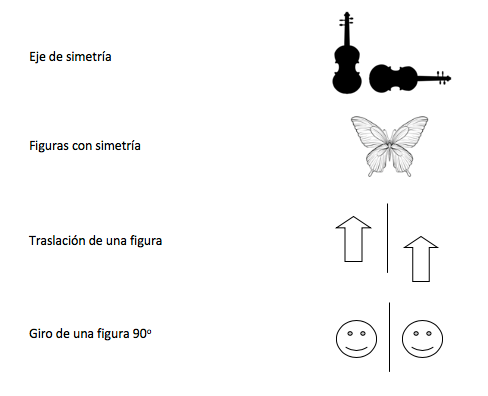 Eje de simetría
Figuras con simetría
Traslación de una figura
Giro de una figura 90º